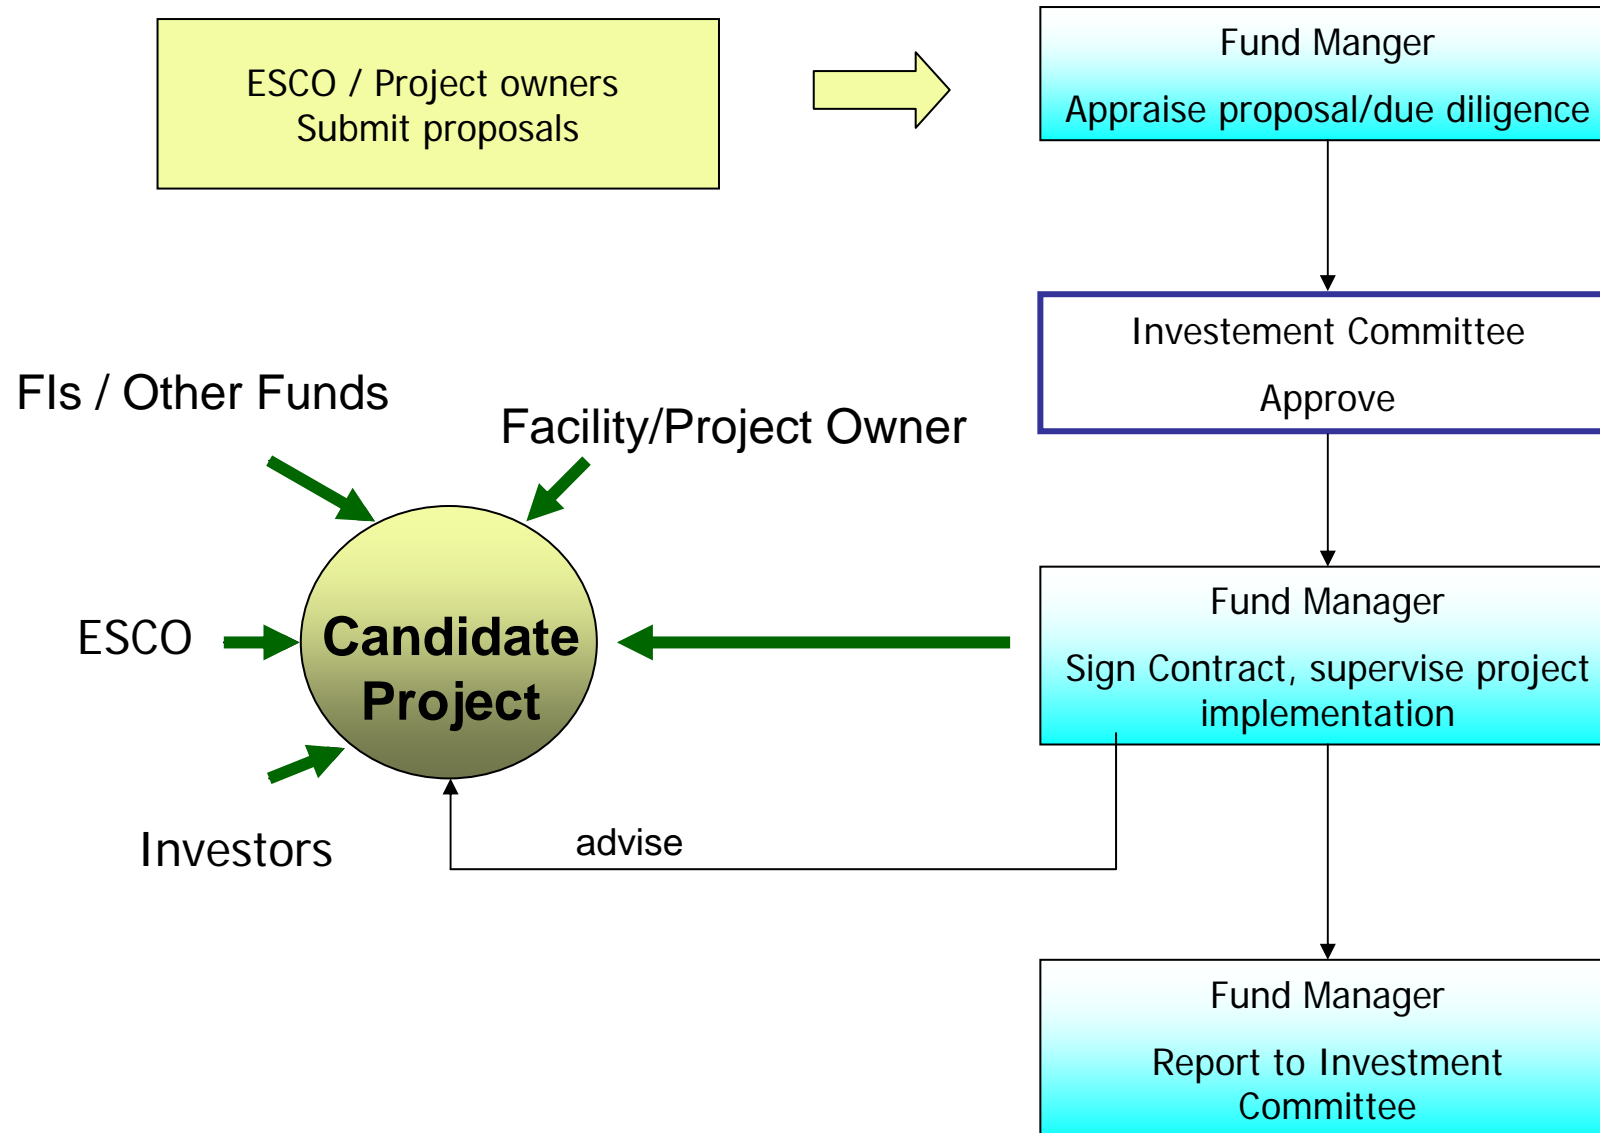 ESCO / Project owners
Submit proposals
Fund Manger
Appraise proposal/due diligence
Investement Committee
Approve
FIs / Other Funds
Facility/Project Owner
ESCO
Candidate
Project
Investors
advise
Fund Manager
Sign Contract, supervise project
implementation
Fund Manager
Report to Investment
Committee